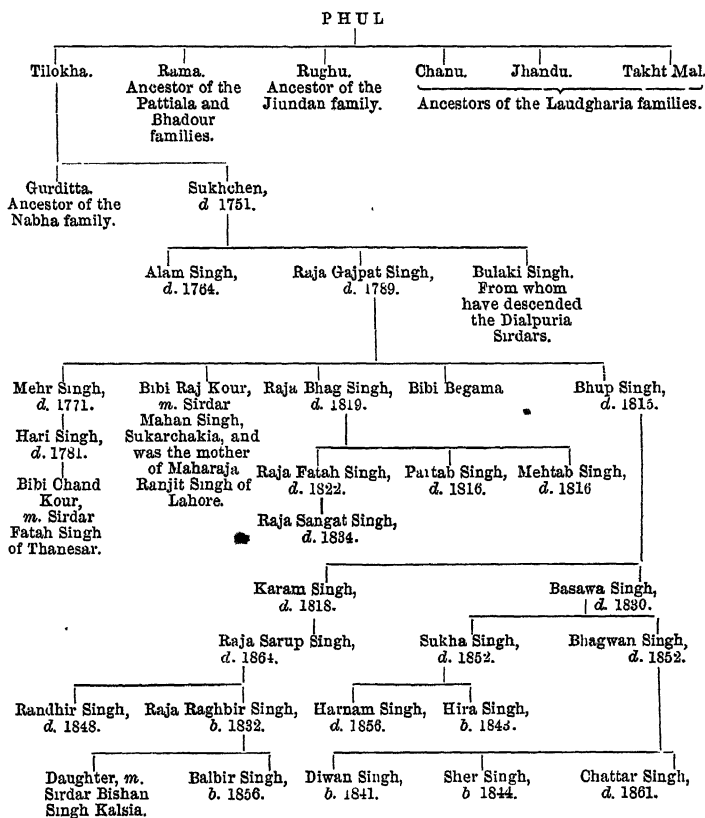 PHUL
Tilokha.
Rama.
Ancestor of the
Pattiala and
Bhadour
families.
Rughu.
Ancestor of the
Jiundan family.
Chanu.
Jhandu.
Takht Mal.
Ancestors of the Laudgharia families.
Gurditta.
Ancestor of the
Nabha family.
Sukhchen,
d 1751.
Alam Singh,
d. 1764.
Raja Gajpat Singh,
d. 1789.
Bulaki Singh.
From whom
have descended
the Dialpuria
Sirdars.
Mehr Singh,
d. 1771.
Hari Singh,
d. 1781.
Bibi Chand
Kour,
m. Sirdar
Fatah Singh
of Thanesar.
Bibi Raj Kour,
m. Sirdar
Mahan Singh,
Sukarchakia, and
was the mother
of Maharaja
Ranjit Singh of
Lahore.
Raja Bhag Singh,
d. 1819.
Bibi Begama
Bhup Singh,
d. 1815.
Raja Fatah Singh,
d. 1822.
Partab Singh,
d. 1816.
Mehtab Singh,
d. 1816
Raja Sangat Singh,
d. 1834.
Karam Singh,
d. 1818.
Basawa Singh,
d. 1830.
Raja Sarup Singh,
d. 1864.
Sukha Singh,
d. 1852.
Bhagwan Singh,
d. 1852.
Randhir Singh,
d. 1848.
Raja Raghbir Singh,
b. 1832.
Harnam Singh,
d. 1856.
Hira Singh,
b. 1843.
Daughter, m.
Sirdar Bishan
Singh Kalsia.
Balbir Singh,
b. 1856.
Diwan Singh,
b. 1841.
Sher Singh,
b 1844.
Chattar Singh,
d. 1861.